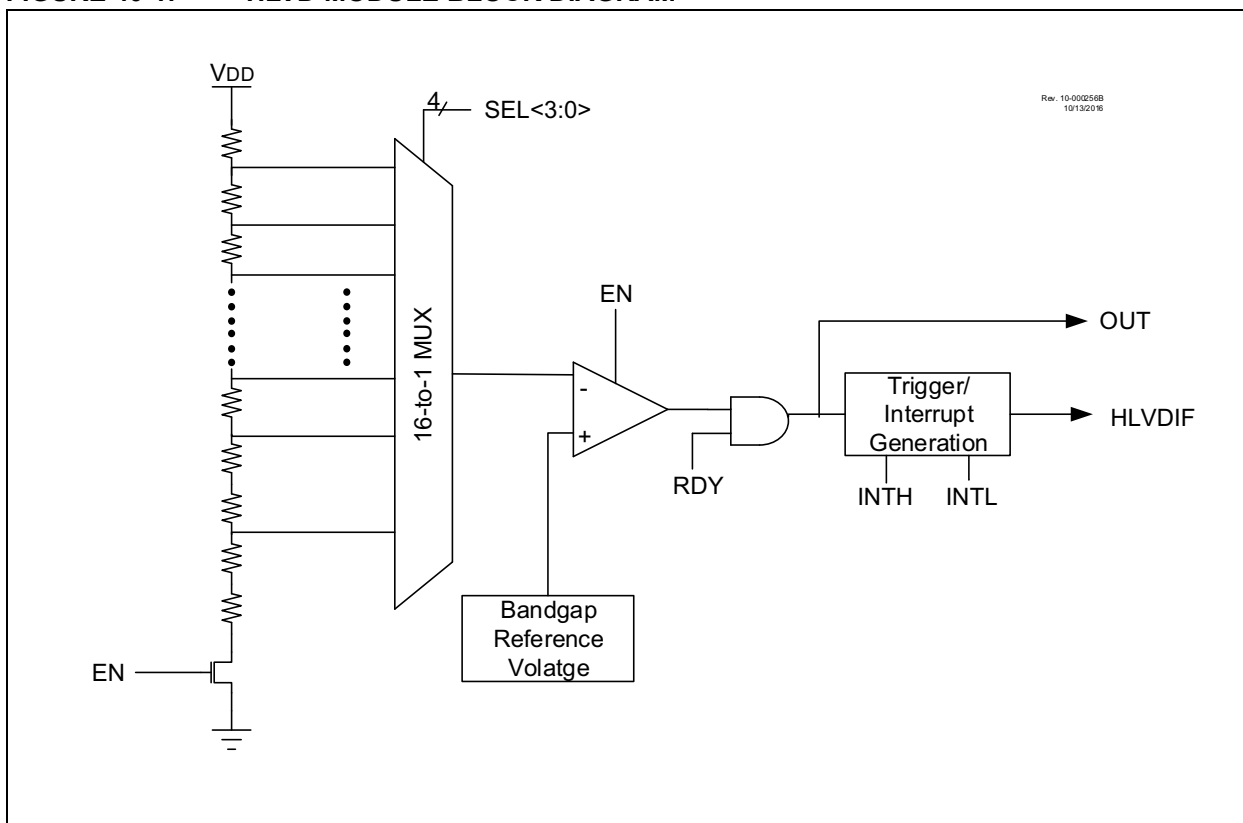 VDD
4
SEL<3:0>
Rev. 10-000256B
10/13/2016
16-to-1 MUX
EN
-
+
RDY
OUT
Trigger/
Interrupt
Generation
HLVDIF
INTH
INTL
Bandgap
Reference
Volatge
EN